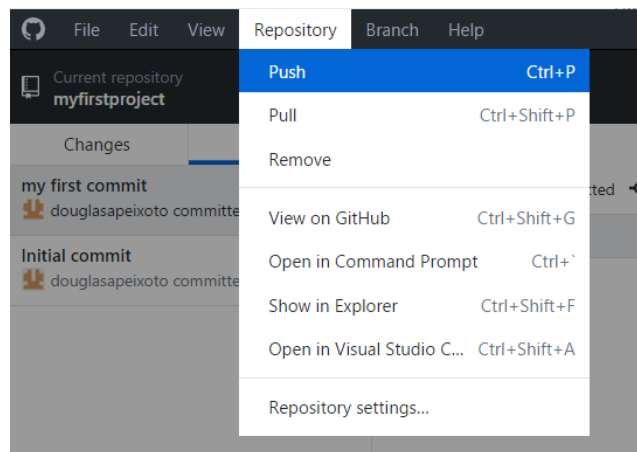 File Edit View Repository Branch Help
Current repository
myfirstproject
Push Ctrl+P
Pull Ctrl+Shift+P
Remove
View on GitHub Ctrl+Shift+G
Open in Command Prompt Ctrl+`
Show in Explorer Ctrl+Shift+F
Open in Visual Studio C... Ctrl+Shift+A
Repository settings...
Changes
my first commit
douglasapeixoto committe
Initial commit
douglasapeixoto committe
tted